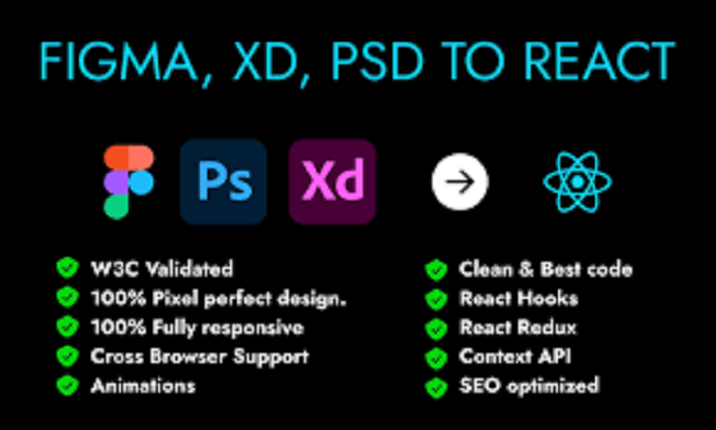 FIGMA, XD, PSD TO REACT
Ps
Xd
W3C Validated
100% Pixel perfect design.
100% Fully responsive
Cross Browser Support
Animations
Clean & Best code
React Hooks
React Redux
Context API
SEO optimized